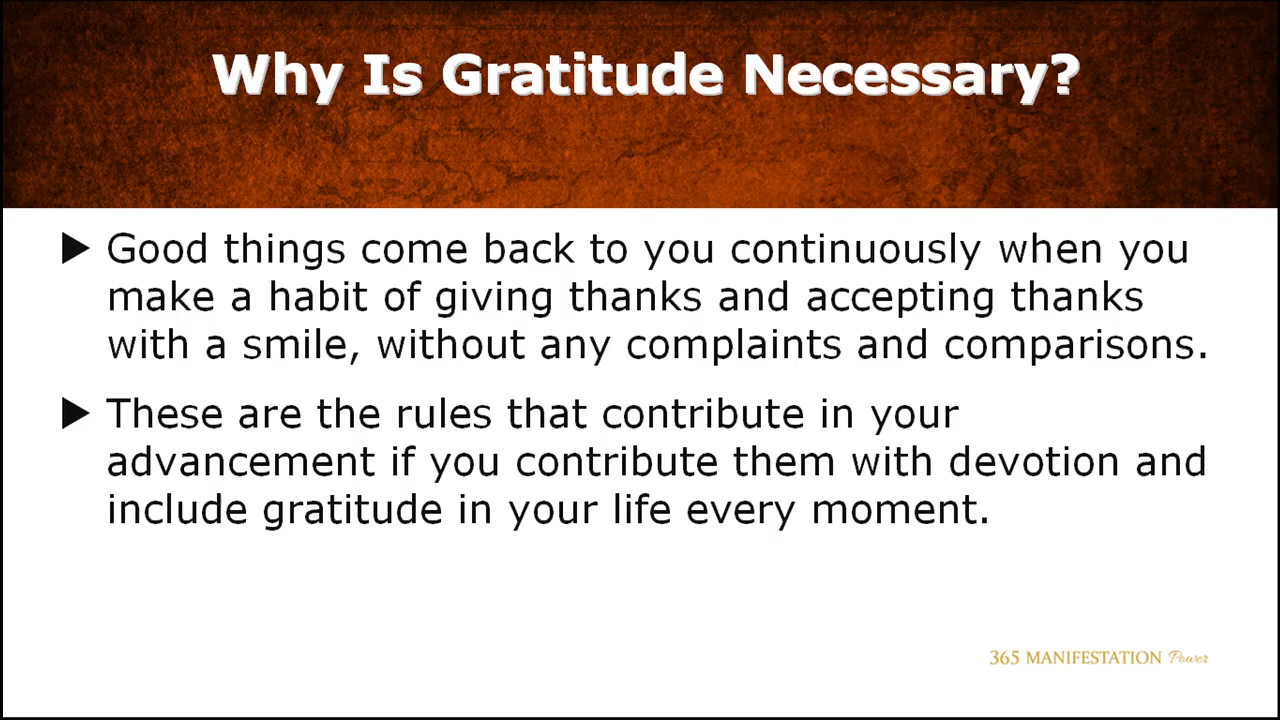 Why Is Gratitude Necessary?
Good things come back to you continuously when you
make a habit of giving thanks and accepting thanks
with a smile, without any complaints and comparisons.
These are the rules that contribute in your
advancement if you contribute them with devotion and
include gratitude in your life every moment.
365 MANIFESTATION Power